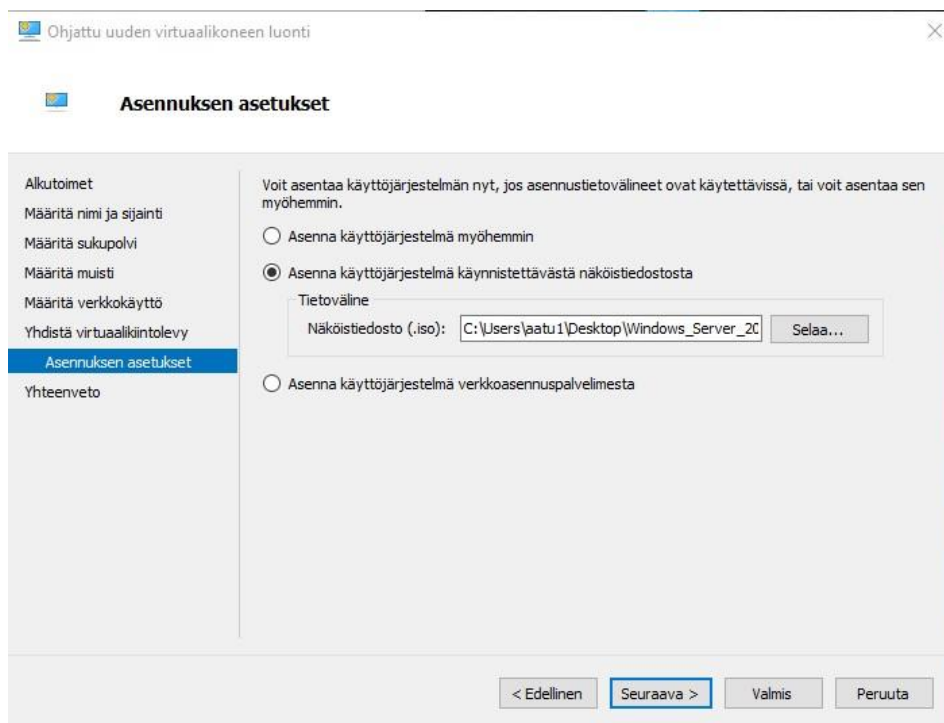 Ohjattu uuden virtuaalikoneen luonti
Asennuksen asetukset
Alkutoimet
Määritä nimi ja sijainti
Määritä sukupolvi
Määritä muisti
Määritä verkkokäyttö
Yhdistä virtuaalikiintolevy
Asennuksen asetukset
Yhteenveto
Voit asentaa käyttöjärjestelmän nyt, jos asennustietovälineet ovat käytettävissä, tai voit asentaa sen
myöhemmin.
Asenna käyttöjärjestelmä myöhemmin
Asenna käyttöjärjestelmä käynnistettävästä näköistiedostosta
Tietoväline
Näköistiedosto (.iso): C:\Users\aatu1\Desktop\Windows_Server_20 Selaa...
Asenna käyttöjärjestelmä verkkoasennuspalvelimesta
< Edellinen Seuraava > Valmis Peruuta